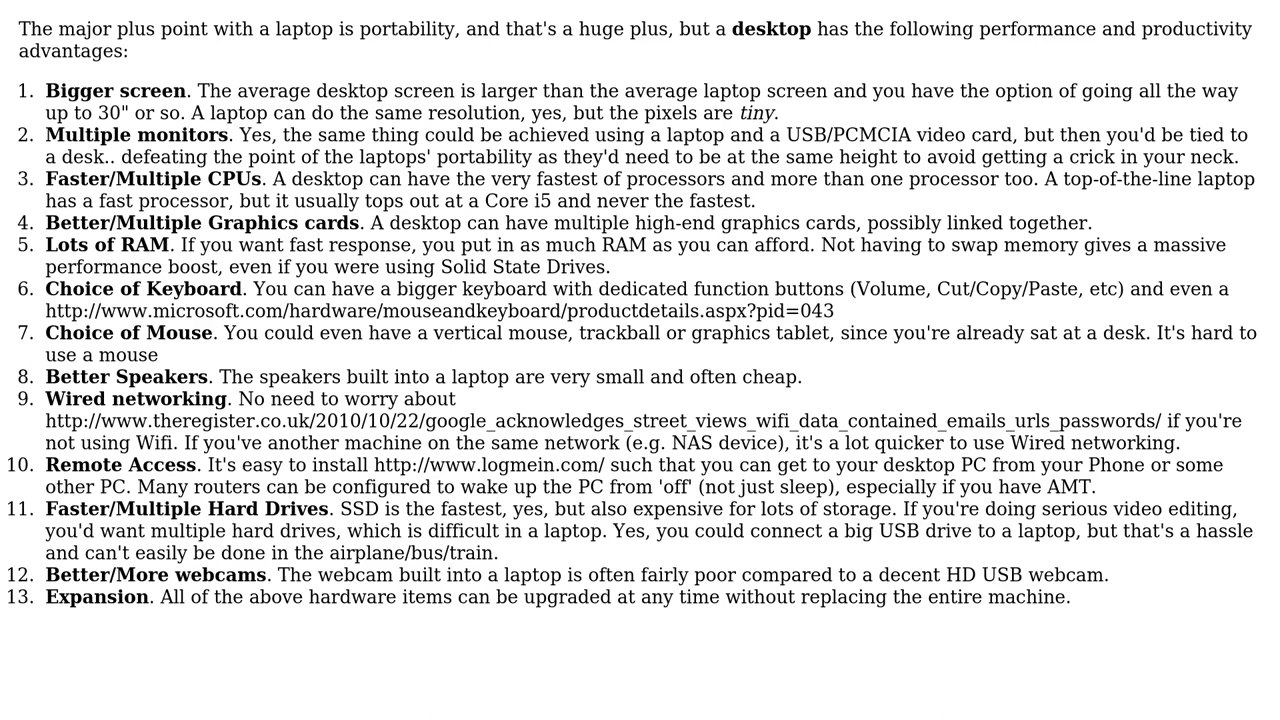 The major plus point with a laptop is portability, and that's a huge plus, but a desktop has the following performance and productivity
advantages:
1. Bigger screen. The average desktop screen is larger than the average laptop screen and you have the option of going all the way
up to 30" or so. A laptop can do the same resolution, yes, but the pixels are tiny.
2. Multiple monitors. Yes, the same thing could be achieved using a laptop and a USB/PCMCIA video card, but then you'd be tied to
a desk.. defeating the point of the laptops' portability as they'd need to be at the same height to avoid getting a crick in your neck.
3. Faster/Multiple CPUs. A desktop can have the very fastest of processors and more than one processor too. A top-of-the-line laptop
has a fast processor, but it usually tops out at a Core i5 and never the fastest.
4. Better/Multiple Graphics cards. A desktop can have multiple high-end graphics cards, possibly linked together.
5. Lots of RAM. If you want fast response, you put in as much RAM as you can afford. Not having to swap memory gives a massive
performance boost, even if you were using Solid State Drives.
6. Choice of Keyboard. You can have a bigger keyboard with dedicated function buttons (Volume, Cut/Copy/Paste, etc) and even a
http://www.microsoft.com/hardware/mouseandkeyboard/productdetails.aspx?pid=043
7. Choice of Mouse. You could even have a vertical mouse, trackball or graphics tablet, since you're already sat at a desk. It's hard to
use a mouse
8. Better Speakers. The speakers built into a laptop are very small and often cheap.
9. Wired networking. No need to worry about
http://www.theregister.co.uk/2010/10/22/google_acknowledges_street_views_wifi_data_contained_emails_urls_passwords/ if you're
not using Wifi. If you've another machine on the same network (e.g. NAS device), it's a lot quicker to use Wired networking.
10. Remote Access. It's easy to install http://www.logmein.com/ such that you can get to your desktop PC from your Phone or some
other PC. Many routers can be configured to wake up the PC from 'off' (not just sleep), especially if you have AMT.
11. Faster/Multiple Hard Drives. SSD is the fastest, yes, but also expensive for lots of storage. If you're doing serious video editing,
you'd want multiple hard drives, which is difficult in a laptop. Yes, you could connect a big USB drive to a laptop, but that's a hassle
and can't easily be done in the airplane/bus/train.
12. Better/More webcams. The webcam built into a laptop is often fairly poor compared to a decent HD USB webcam.
13. Expansion. All of the above hardware items can be upgraded at any time without replacing the entire machine.